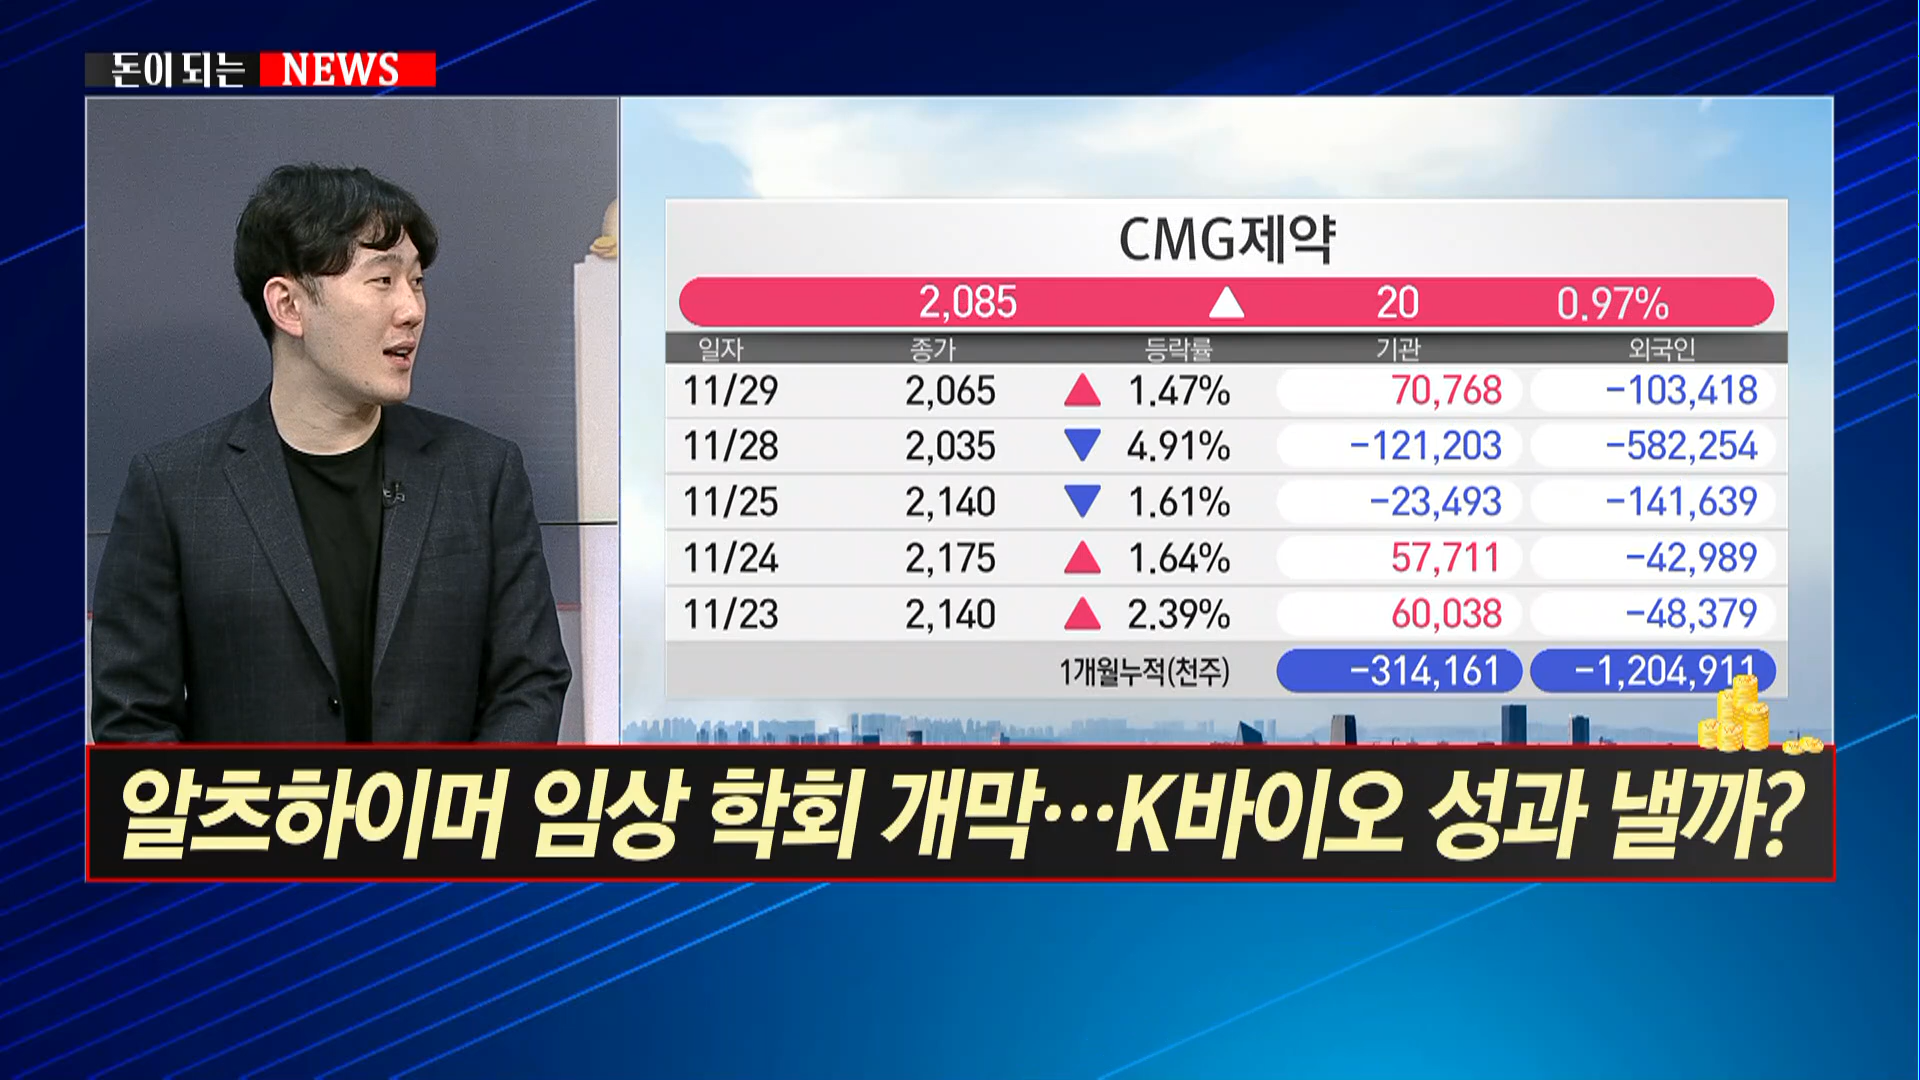 돈이 되는 NEWS
CMG제약
2,085 ▲ 20 0.97%
일자 종가 등락률 기관 외국인
11/29 2,065 ▲ 1.47% 70,768 -103,418
11/28 2,035 ▼ 4.91% -121,203 -582,254
11/25 2,140 ▼ 1.61% -23,493 -141,639
11/24 2,175 ▲ 1.64% 57,711 -42,989
11/23 2,140 ▲ 2.39% 60,038 -48,379
1개월누적(천주) -314,161 -1,204,911
알츠하이머 임상 학회 개막…K바이오 성과 낼까?